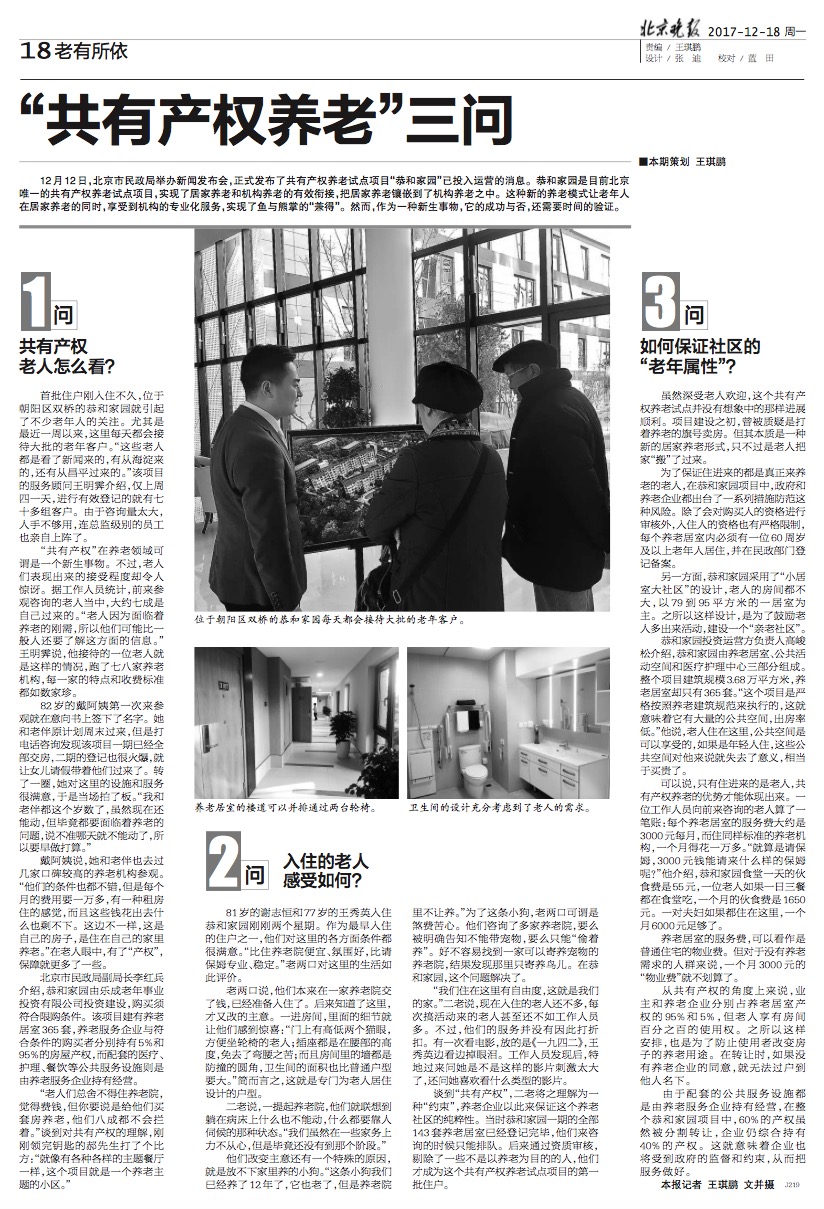 18 老有所依
北京晚报 2017-12-18 周一
责编 / 王琪鹏
设计 / 张 迪 校对 / 蓝 田
“共有产权养老”三问
■本期策划 王琪鹏
12月12日,北京市民政局举办新闻发布会,正式发布了共有产权养老试点项目“恭和家园”已投入运营的消息。恭和家园是目前北京
唯一的共有产权养老试点项目,实现了居家养老和机构养老的有效衔接,把居家养老镶嵌到了机构养老之中。这种新的养老模式让老年人
在居家养老的同时,享受到机构的专业化服务,实现了鱼与熊掌的“兼得”。然而,作为一种新生事物,它的成功与否,还需要时间的验证。
1问
共有产权
老人怎么看?
首批住户刚入住不久,位于
朝阳区双桥的恭和家园就引起
了不少老年人的关注。尤其是
最近一周以来,这里每天都会接
待大批的老年客户。“这些老人
都是看了新闻来的,有从海淀来
的,还有从昌平过来的。”该项目
的服务顾问王明霁介绍,仅上周
四一天,进行有效登记的就有七
十多组客户。由于咨询量太大,
人手不够用,连总监级别的员工
也亲自上阵了。
“共有产权”在养老领域可
谓是一个新生事物。不过,老人
们表现出来的接受程度却令人
惊讶。据工作人员统计,前来参
观咨询的老人当中,大约七成是
自己过来的。“老人因为面临着
养老的刚需,所以他们可能比一
般人还要了解这方面的信息。”
王明霁说,他接待的一位老人就
是这样的情况,跑了七八家养老
机构,每一家的特点和收费标准
都如数家珍。
82岁的戴阿姨第一次来参
观就在意向书上签下了名字。她
和老伴原计划周末过来,但是打
电话咨询发现该项目一期已经全
部交房,二期的登记也很火爆,就
让女儿请假带着他们过来了。转
了一圈,她对这里的设施和服务
很满意,于是当场拍了板。“我和
老伴都这个岁数了,虽然现在还
能动,但毕竟都要面临着养老的
问题,说不准哪天就不能动了,所
以要早做打算。”
戴阿姨说,她和老伴也去过
几家口碑较高的养老机构参观。
“他们的条件也都不错,但是每个
月的费用要一万多,有一种租房
住的感觉,而且这些钱花出去什
么也剩不下。这边不一样,这是
自己的房子,是住在自己的家里
养老。”在老人眼中,有了“产权”,
保障就更多了一些。
北京市民政局副局长李红兵
介绍,恭和家园由乐成老年事业
投资有限公司投资建设,购买须
符合限购条件。该项目建有养老
居室365套,养老服务企业与符
合条件的购买者分别持有5%和
95%的房屋产权,而配套的医疗、
护理、餐饮等公共服务设施则是
由养老服务企业持有经营。
“老人们总舍不得住养老院,
觉得费钱,但你要说是给他们买
套房养老,他们八成都不会拦
着。”谈到对共有产权的理解,刚
刚领完钥匙的郝先生打了个比
方:“就像有各种各样的主题餐厅
一样,这个项目就是一个养老主
题的小区。”
位于朝阳区双桥的恭和家园每天都会接待大批的老年客户。
养老居室的楼道可以并排通过两台轮椅。
卫生间的设计充分考虑到了老人的需求。
2问
入住的老人
感受如何?
81岁的谢志恒和77岁的王秀英入住
恭和家园刚刚两个星期。作为最早入住
的住户之一,他们对这里的各方面条件都
很满意。“比住养老院便宜、氛围好,比请
保姆专业、稳定。”老两口对这里的生活如
此评价。
老两口说,他们本来在一家养老院交
了钱,已经准备入住了。后来知道了这里,
才又改的主意。一进房间,里面的细节就
让他们感到惊喜:“门上有高低两个猫眼,
方便坐轮椅的老人;插座都是在腰部的高
度,免去了弯腰之苦;而且房间里的墙都是
防撞的圆角,卫生间的面积也比普通户型
要大。”简而言之,这就是专门为老人居住
设计的户型。
二老说,一提起养老院,他们就联想到
躺在病床上什么也不能动,什么都要靠人
伺候的那种状态。“我们虽然在一些家务上
力不从心,但是毕竟还没有到那个阶段。”
他们改变主意还有一个特殊的原因,
就是放不下家里养的小狗。“这条小狗我们
已经养了12年了,它也老了,但是养老院
里不让养。”为了这条小狗,老两口可谓是
煞费苦心。他们咨询了多家养老院,要么
被明确告知不能带宠物,要么只能“偷着
养”。好不容易找到一家可以寄养宠物的
养老院,结果发现那里只寄养鸟儿。在恭
和家园,这个问题解决了。
“我们住在这里有自由度,这就是我们
的家。”二老说,现在入住的老人还不多,每
次搞活动来的老人甚至还不如工作人员
多。不过,他们的服务并没有因此打折
扣。有一次看电影,放的是《一九四二》,王
秀英边看边掉眼泪。工作人员发现后,特
地过来问她是不是这样的影片刺激太大
了,还问她喜欢看什么类型的影片。
谈到“共有产权”,二老将之理解为一
种“约束”,养老企业以此来保证这个养老
社区的纯粹性。当时恭和家园一期的全部
143套养老居室已经登记完毕,他们来咨
询的时候只能排队。后来通过资质审核,
剔除了一些不是以养老为目的的人,他们
才成为这个共有产权养老试点项目的第一
批住户。
3问
如何保证社区的
“老年属性”?
虽然深受老人欢迎,这个共有产
权养老试点并没有想象中的那样进展
顺利。项目建设之初,曾被质疑是打
着养老的旗号卖房。但其本质是一种
新的居家养老形式,只不过是老人把
家“搬”了过来。
为了保证住进来的都是真正来养
老的老人,在恭和家园项目中,政府和
养老企业都出台了一系列措施防范这
种风险。除了会对购买人的资格进行
审核外,入住人的资格也有严格限制,
每个养老居室内必须有一位60周岁
及以上老年人居住,并在民政部门登
记备案。
另一方面,恭和家园采用了“小居
室大社区”的设计,老人的房间都不
大,以79到95平方米的一居室为
主。之所以这样设计,是为了鼓励老
人多出来活动,建设一个“亲老社区”。
恭和家园投资运营方负责人高峻
松介绍,恭和家园由养老居室、公共活
动空间和医疗护理中心三部分组成。
整个项目建筑规模3.68万平方米,养
老居室却只有365套。“这个项目是严
格按照养老建筑规范来执行的,这就
意味着它有大量的公共空间,出房率
低。”他说,老人住在这里,公共空间是
可以享受的,如果是年轻人住,这些公
共空间对他来说就失去了意义,相当
于买贵了。
可以说,只有住进来的是老人,共
有产权养老的优势才能体现出来。一
位工作人员向前来咨询的老人算了一
笔账:每个养老居室的服务费大约是
3000元每月,而住同样标准的养老机
构,一个月得花一万多。“就算是请保
姆,3000元钱能请来什么样的保姆
呢?”他介绍,恭和家园食堂一天的伙
食费是55元,一位老人如果一日三餐
都在食堂吃,一个月的伙食费是1650
元。一对夫妇如果都住在这里,一个
月6000元足够了。
养老居室的服务费,可以看作是
普通住宅的物业费。但对于没有养老
需求的人群来说,一个月3000元的
“物业费”就不划算了。
从共有产权的角度上来说,业
主和养老企业分别占养老居室产
权的95%和5%,但老人享有房间
百分之百的使用权。之所以这样
安排,也是为了防止使用者改变房
子的养老用途。在转让时,如果没
有养老企业的同意,就无法过户到
他人名下。
由于配套的公共服务设施都
是由养老服务企业持有经营,在整
个恭和家园项目中,60%的产权虽
然被分割转让,企业仍综合持有
40%的产权。这就意味着企业也
将受到政府的监督和约束,从而把
服务做好。
本报记者 王琪鹏 文并摄 J219